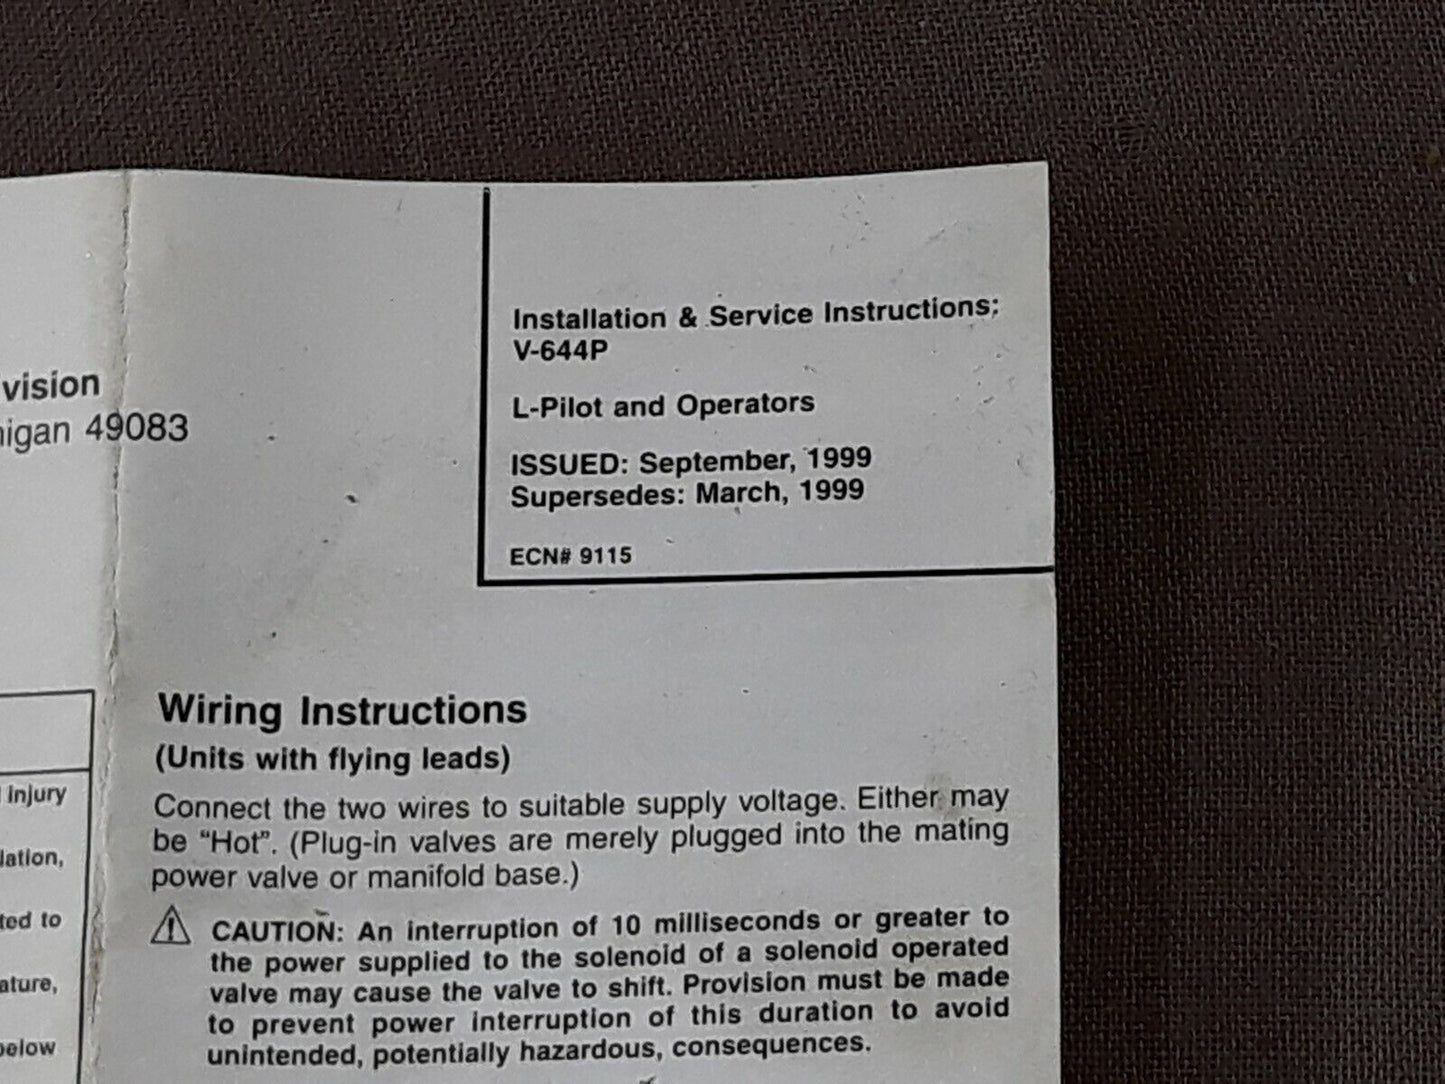 Installation & Service Instructions:
V-644P
L-Pilot and Operators
ISSUED: September, 1999
Supersedes: March, 1999
ECN# 9115
vision
higan 49083
injury
lation,
ted to
ature,
below
Wiring Instructions
(Units with flying leads)
Connect the two wires to suitable supply voltage. Either may
be “Hot”. (Plug-in valves are merely plugged into the mating
power valve or manifold base.)
CAUTION: An interruption of 10 milliseconds or greater to
the power supplied to the solenoid of a solenoid operated
valve may cause the valve to shift. Provision must be made
to prevent power interruption of this duration to avoid
unintended, potentially hazardous, consequences.